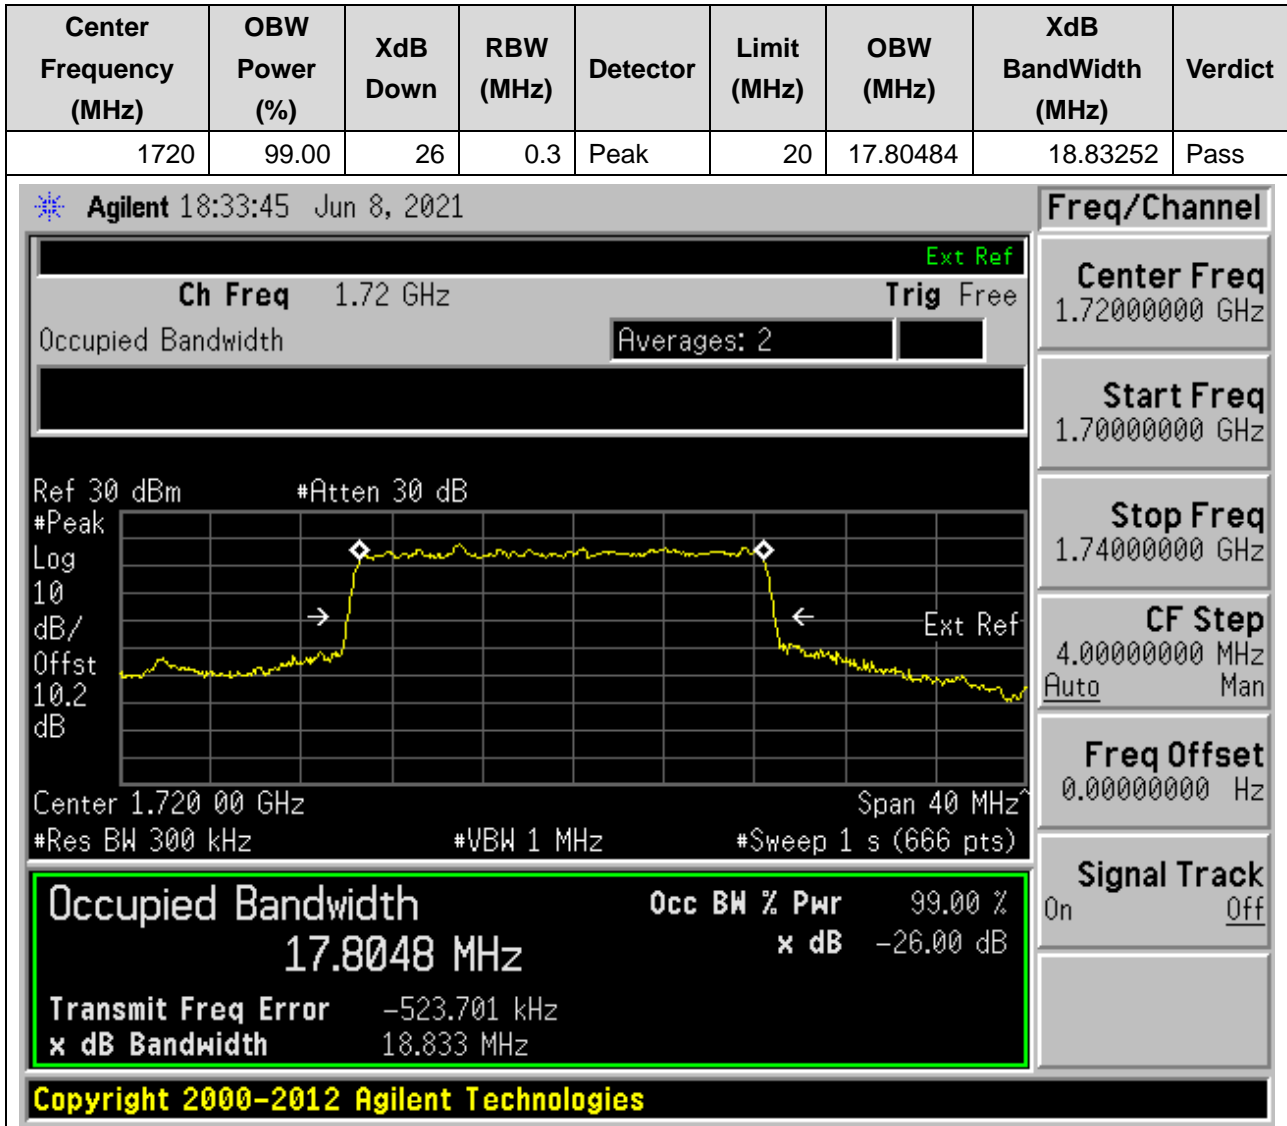 Center Frequency (MHz) OBW Power (%) XdB Down RBW (MHz) Detector Limit (MHz) OBW (MHz) XdB BandWidth (MHz) Verdict
1720 99.00 26 0.3 Peak 20 17.80484 18.83252 Pass
Agilent 18:33:45 Jun 8, 2021
Freq/Channel
Ext Ref
Ch Freq 1.72 GHz Trig Free
Occupied Bandwidth Averages: 2
Center Freq
1.72000000 GHz
Start Freq
1.70000000 GHz
Stop Freq
1.74000000 GHz
CF Step
4.00000000 MHz
Auto Man
Freq Offset
0.00000000 Hz
Signal Track
On Off
Ref 30 dBm #Atten 30 dB
#Peak
Log
10
dB/
Offst
10.2
dB
Ext Ref
Center 1.720 00 GHz Span 40 MHz^
#Res BW 300 kHz #VBW 1 MHz #Sweep 1 s (666 pts)
Occupied Bandwidth Occ BW % Pwr 99.00 %
17.8048 MHz x dB -26.00 dB
Transmit Freq Error -523.701 kHz
x dB Bandwidth 18.833 MHz
Copyright 2000-2012 Agilent Technologies